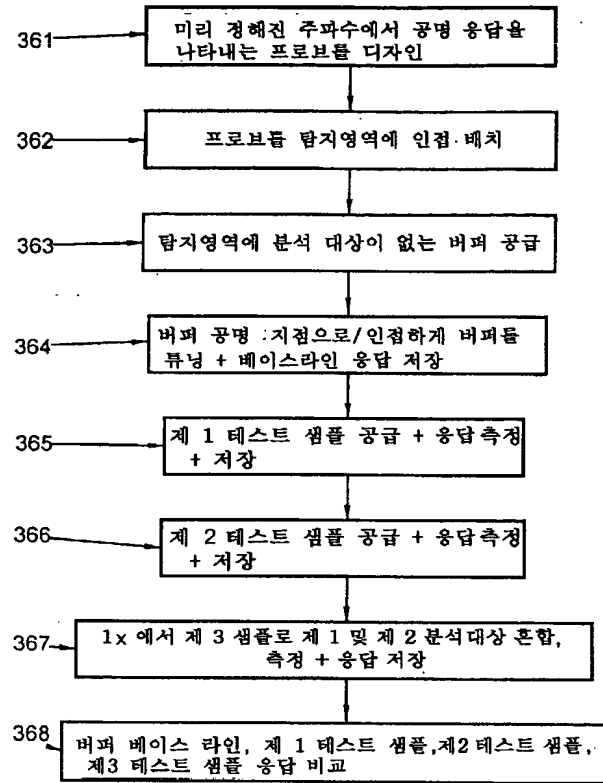 361
미리 정해진 주파수에서 공명 응답을
나타내는 프로브를 디자인
362
프로브를 탐지영역에 인접·배치
363
탐지영역에 분석 대상이 없는 버퍼 공급
364
버퍼 공명 :지점으로/인접하게 버퍼를
튜닝 + 베이스라인 응답 저장
365
제 1 테스트 샘플 공급 + 응답측정
+ 저장
366
제 2 테스트 샘플 공급 + 응답측정
+ 저장
367
1x 에서 제 3 샘플로 제 1 및 제 2 분석대상 혼합,
측정 + 응답 저장
368
버퍼 베이스 라인, 제 1 테스트 샘플,제2 테스트 샘플,
제3 테스트 샘플 응답 비교